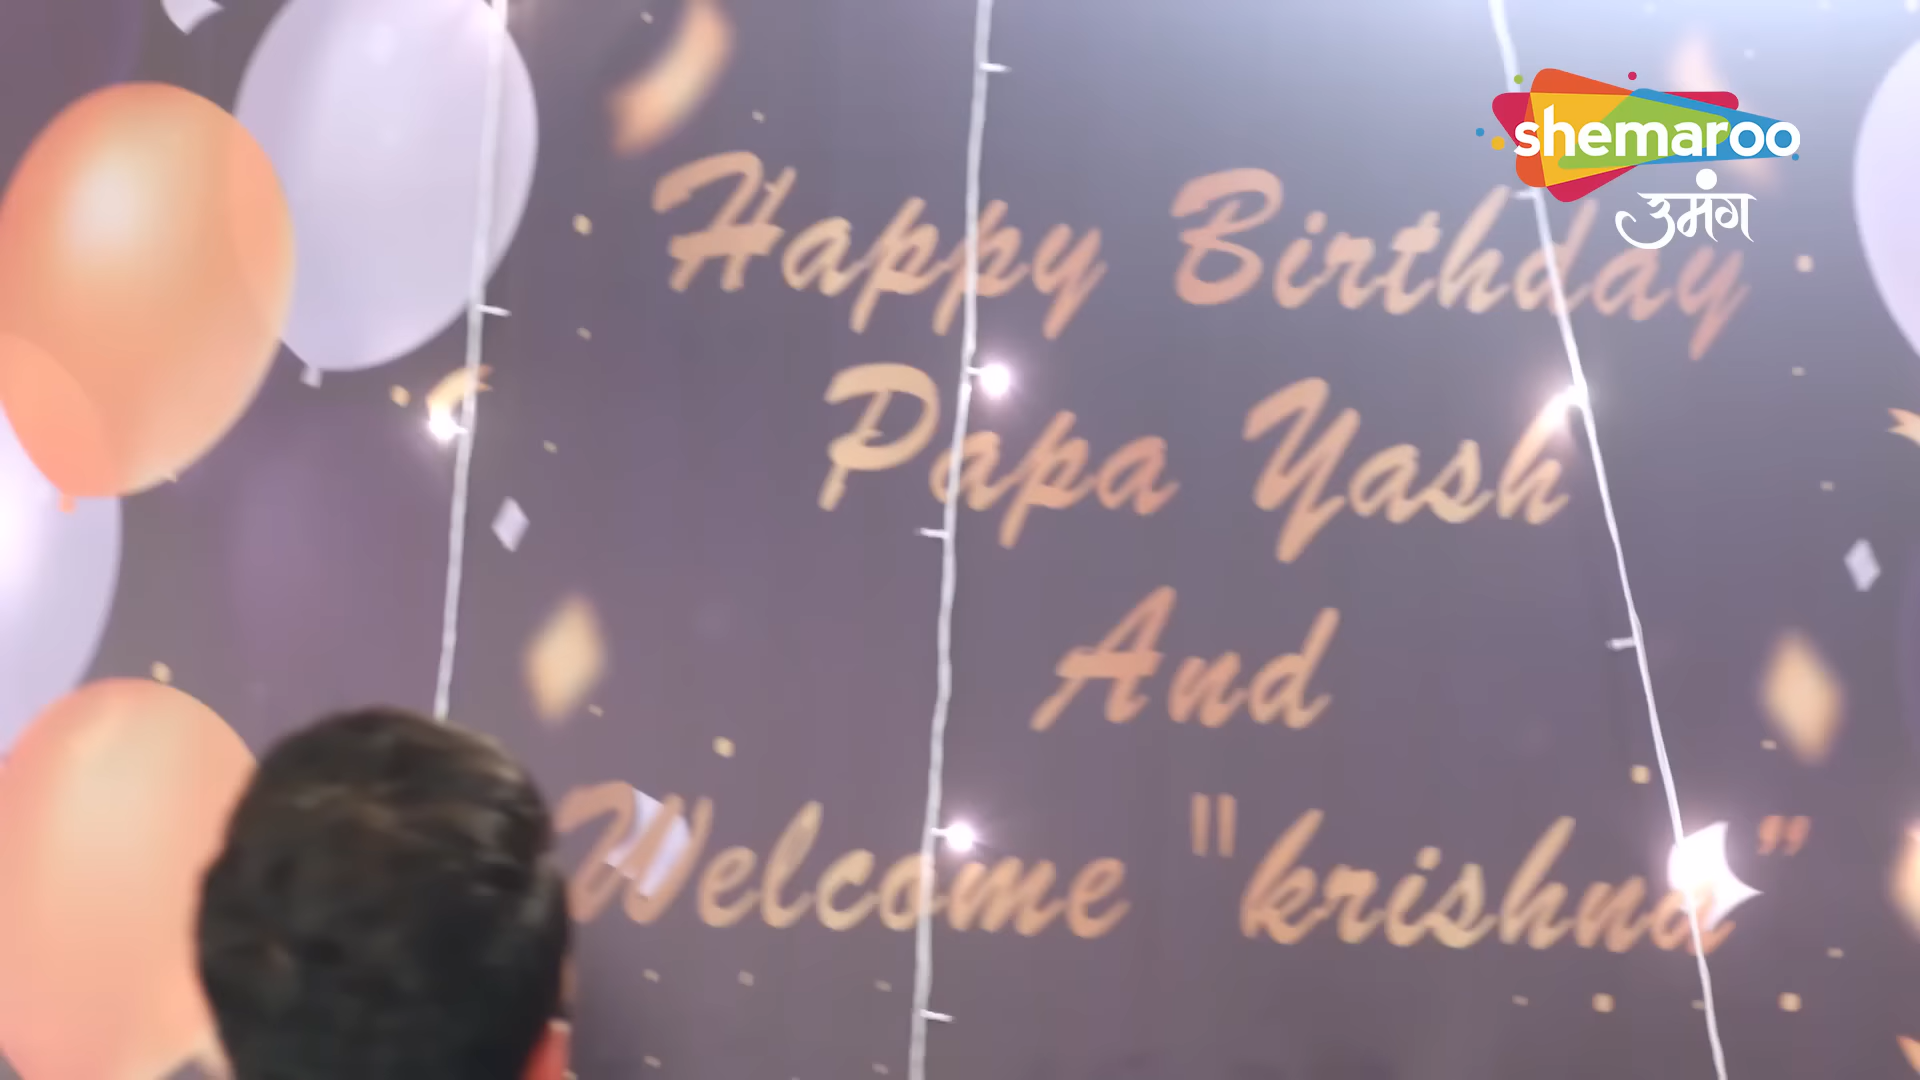 shemaroo
उमंग
Happy Birthday
Papa Yash
And
Welcome "krishna”